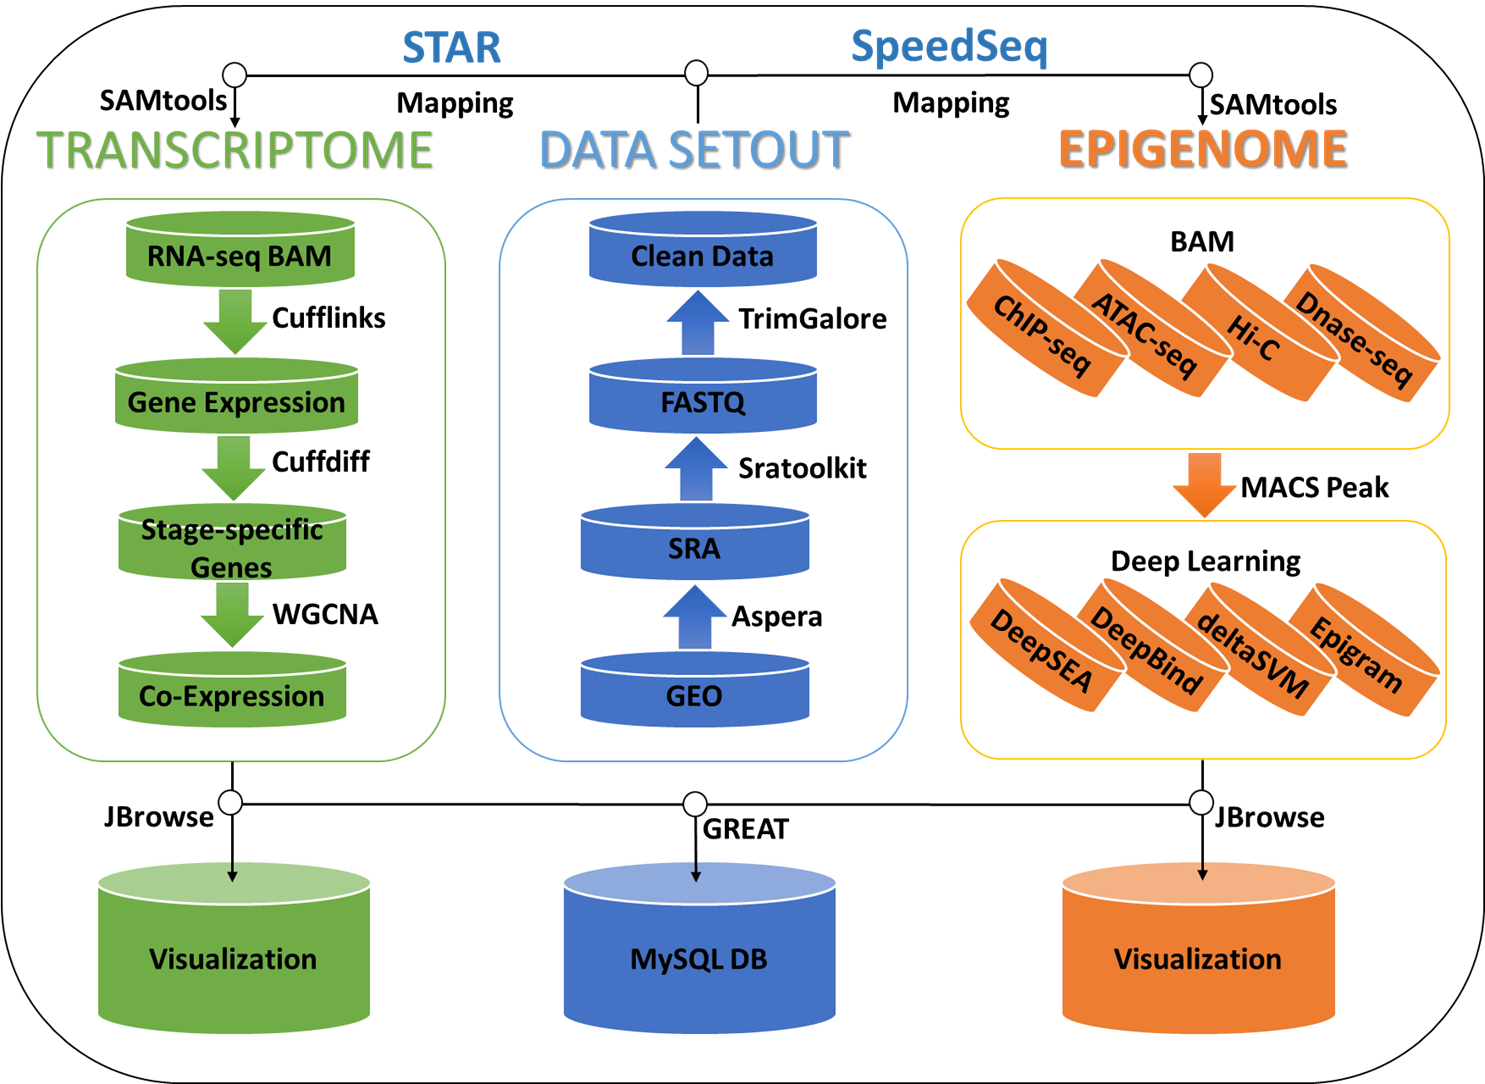 STAR
SpeedSeq
SAMtools
Mapping
Mapping
SAMtools
TRANSCRIPTOME
DATA SETOUT
EPIGENOME
RNA-seq BAM
Cufflinks
Gene Expression
Cuffdiff
Stage-specific
Genes
WGCNA
Co-Expression
Clean Data
TrimGalore
FASTQ
Sratoolkit
SRA
Aspera
GEO
BAM
ChIP-seq
ATAC-seq
Hi-C
Dnase-seq
MACS Peak
Deep Learning
DeepSEA
DeepBind
deltaSVM
Epigram
JBrowse
GREAT
JBrowse
Visualization
MySQL DB
Visualization